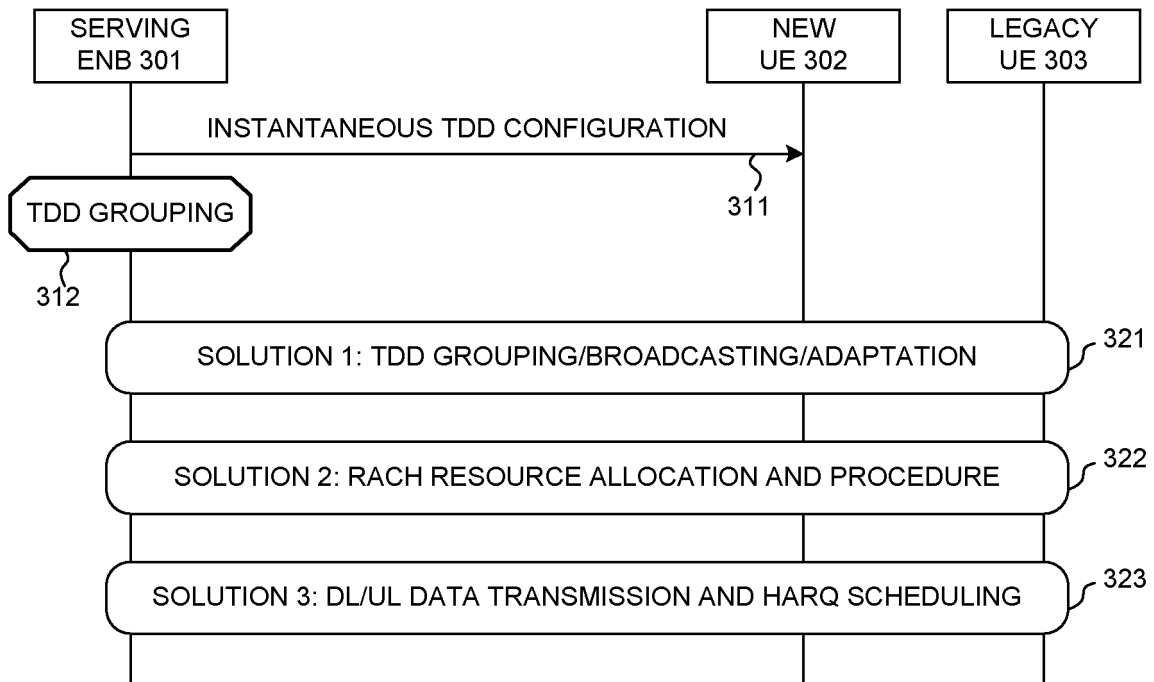 SERVING
ENB 301
NEW
UE 302
LEGACY
UE 303
INSTANTANEOUS TDD CONFIGURATION
311
TDD GROUPING
312
SOLUTION 1: TDD GROUPING/BROADCASTING/ADAPTATION
321
SOLUTION 2: RACH RESOURCE ALLOCATION AND PROCEDURE
322
SOLUTION 3: DL/UL DATA TRANSMISSION AND HARQ SCHEDULING
323